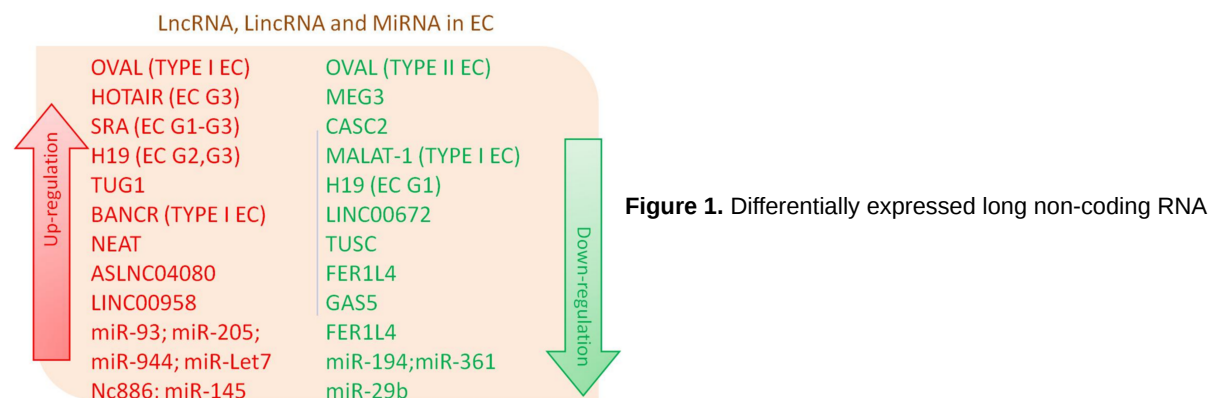 LncRNA, LincRNA and MiRNA in EC
Up-regulation
OVAL (TYPE I EC)
HOTAIR (EC G3)
SRA (EC G1-G3)
H19 (EC G2,G3)
TUG1
BANCR (TYPE I EC)
NEAT
ASLNC04080
LINC00958
miR-93; miR-205;
miR-944; miR-Let7
Nc886; miR-145
OVAL (TYPE II EC)
MEG3
CASC2
MALAT-1 (TYPE I EC)
H19 (EC G1)
LINC00672
TUSC
FER1L4
GAS5
FER1L4
miR-194;miR-361
miR-29b
Down-regulation
Figure 1. Differentially expressed long non-coding RNA